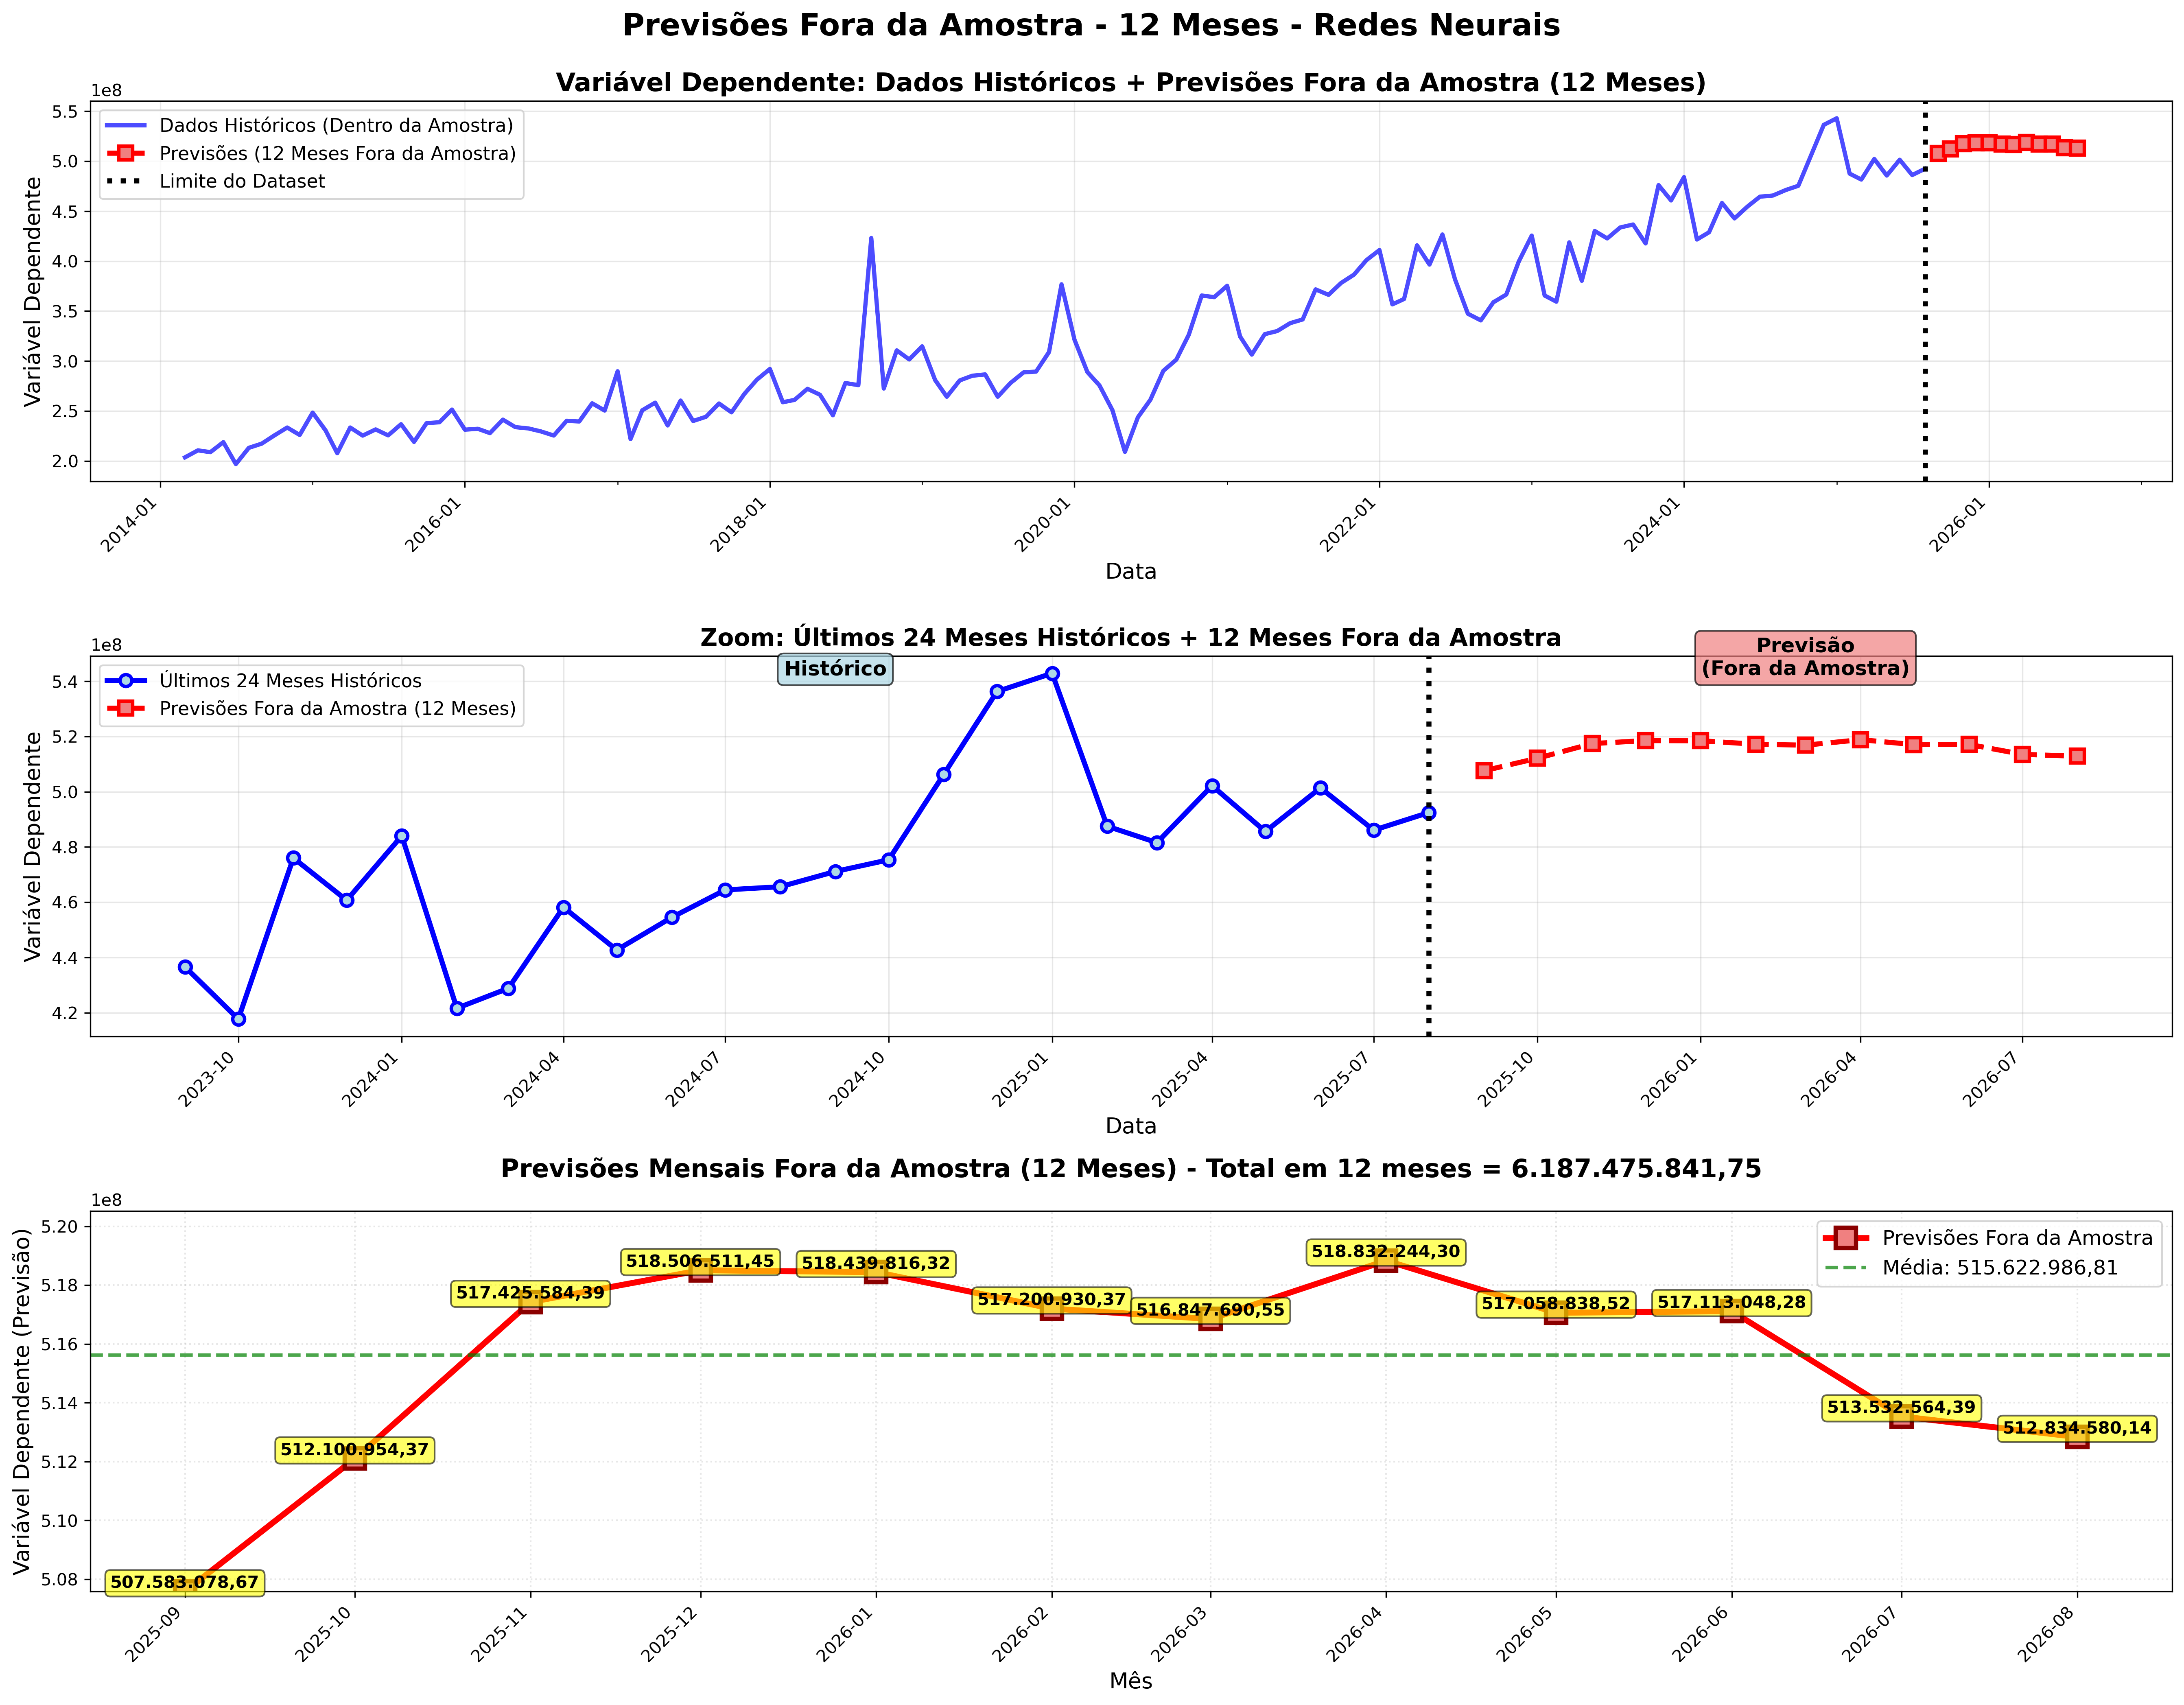 Previsões Fora da Amostra - 12 Meses - Redes Neurais
Variável Dependente: Dados Históricos + Previsões Fora da Amostra (12 Meses)
1e8
Variável Dependente
5.5
5.0
4.5
4.0
3.5
3.0
2.5
2.0
Dados Históricos (Dentro da Amostra)
Previsões (12 Meses Fora da Amostra)
Limite do Dataset
2014-01
2016-01
2018-01
2020-01
2022-01
2024-01
2026-01
Data
Zoom: Últimos 24 Meses Históricos + 12 Meses Fora da Amostra
1e8
Variável Dependente
5.4
5.2
5.0
4.8
4.6
4.4
4.2
Últimos 24 Meses Históricos
Previsões Fora da Amostra (12 Meses)
Histórico
Previsão
(Fora da Amostra)
2023-10
2024-01
2024-04
2024-07
2024-10
2025-01
2025-04
2025-07
2025-10
2026-01
2026-04
2026-07
Data
Previsões Mensais Fora da Amostra (12 Meses) - Total em 12 meses = 6.187.475.841,75
1e8
Variável Dependente (Previsão)
5.20
5.18
5.16
5.14
5.12
5.10
5.08
Previsões Fora da Amostra
Média: 515.622.986,81
507.583.078,67
512.100.954,37
517.425.584,39
518.506.511,45
518.439.816,32
517.200.930,37
516.847.690,55
518.832.244,30
517.058.838,52
517.113.048,28
513.532.564,39
512.834.580,14
2025-09
2025-10
2025-11
2025-12
2026-01
2026-02
2026-03
2026-04
2026-05
2026-06
2026-07
2026-08
Mês